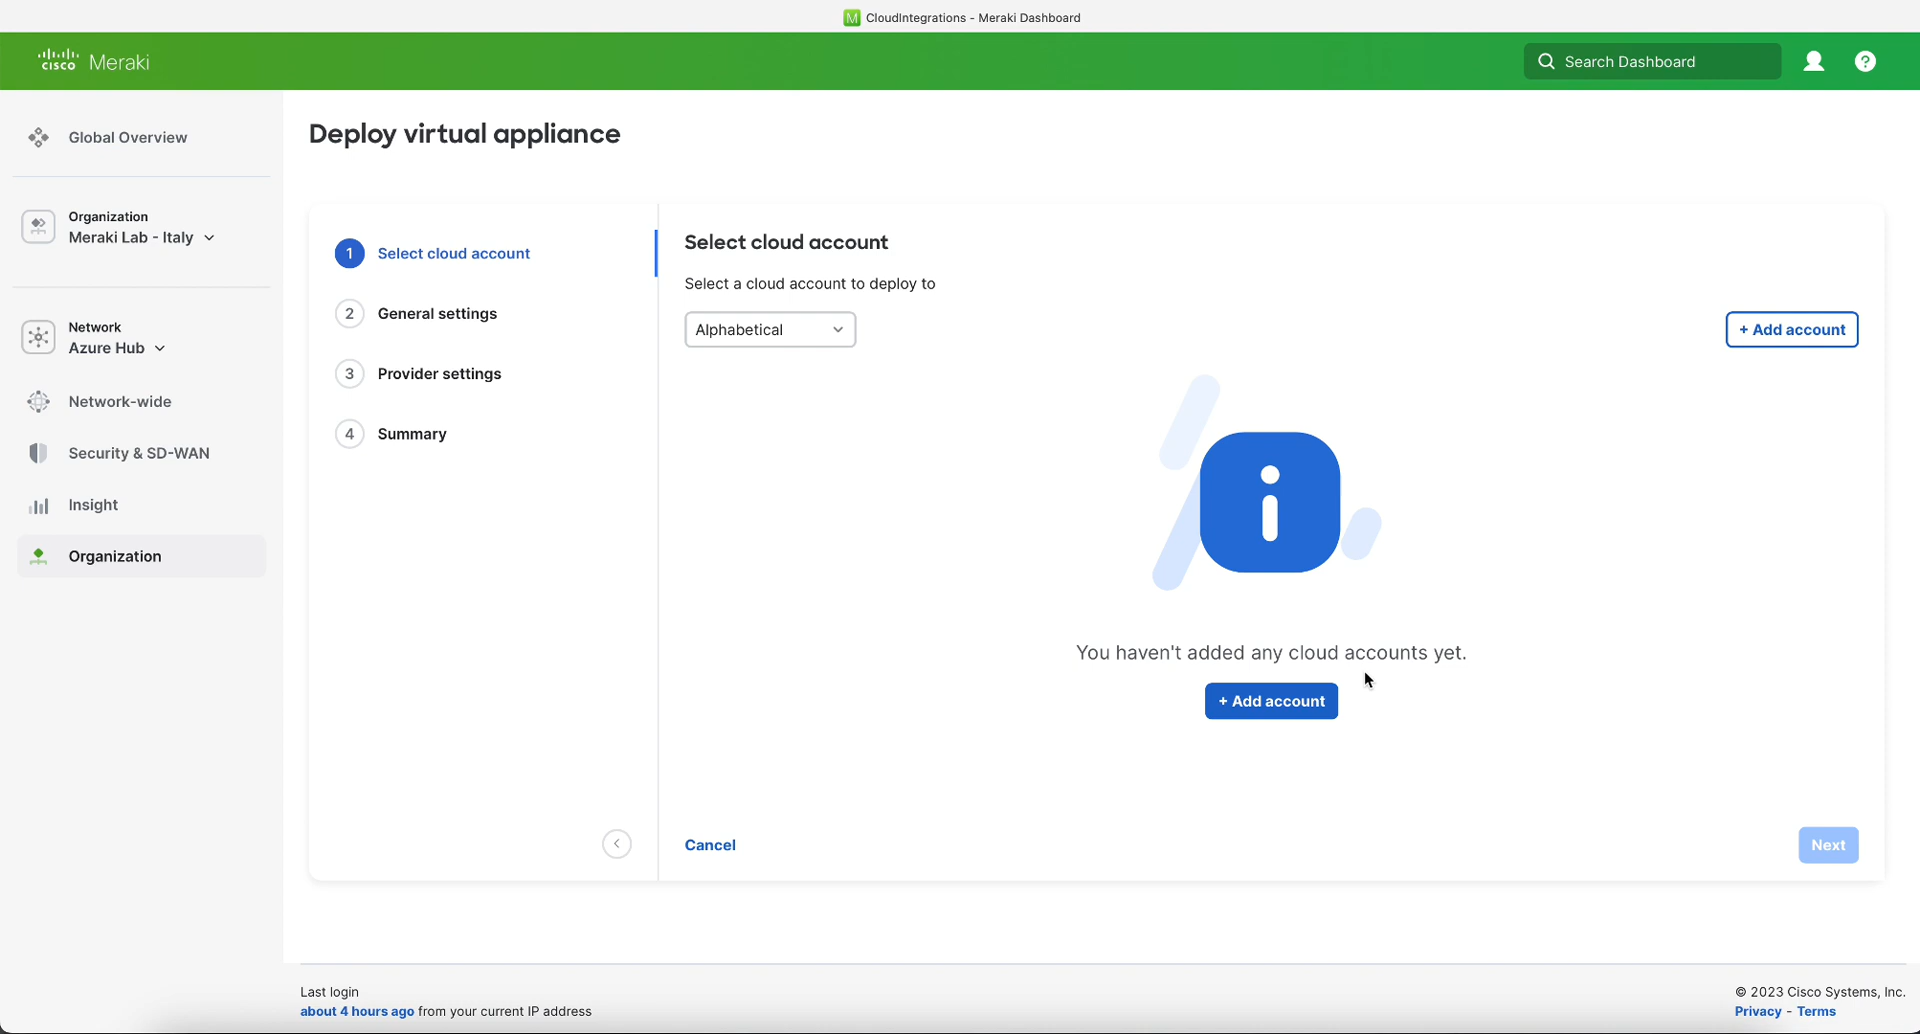 CloudIntegrations - Meraki Dashboard
CISCO Meraki
Search Dashboard
Global Overview
Organization
Meraki Lab - Italy
Network
Azure Hub
Network-wide
Security & SD-WAN
Insight
Organization
Deploy virtual appliance
1 Select cloud account
2 General settings
3 Provider settings
4 Summary
Select cloud account
Select a cloud account to deploy to
Alphabetical
+ Add account
You haven't added any cloud accounts yet.
+ Add account
Cancel
Next
Last login
about 4 hours ago from your current IP address
© 2023 Cisco Systems, Inc.
Privacy - Terms